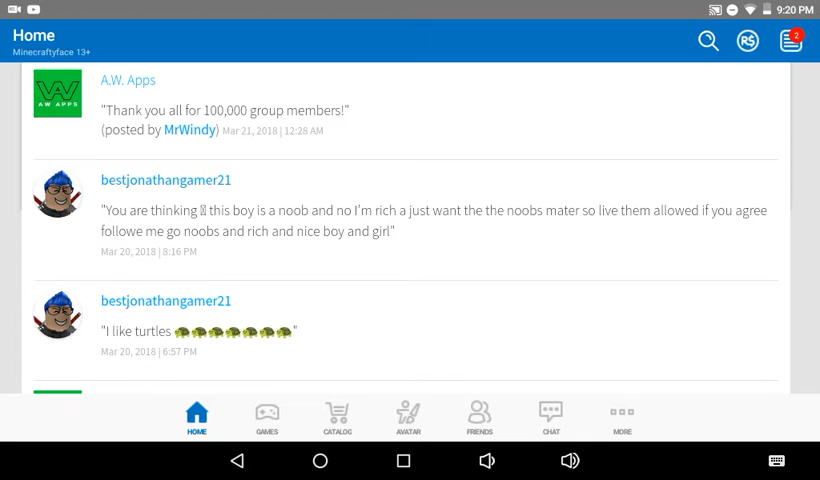 9:20 PM
Home
Minecraftyface 13+
R$
2
A.W. Apps
AW APPS
"Thank you all for 100,000 group members!"
(posted by MrWindy) Mar 21, 2018 | 12:28 AM
bestjonathangamer21
"You are thinking this boy is a noob and no I'm rich a just want the the noobs mater so live them allowed if you agree
followe me go noobs and rich and nice boy and girl"
Mar 20, 2018 | 8:16 PM
bestjonathangamer21
"I like turtles 🐢🐢🐢🐢🐢🐢🐢"
Mar 20, 2018 | 6:57 PM
HOME GAMES CATALOG AVATAR FRIENDS CHAT MORE